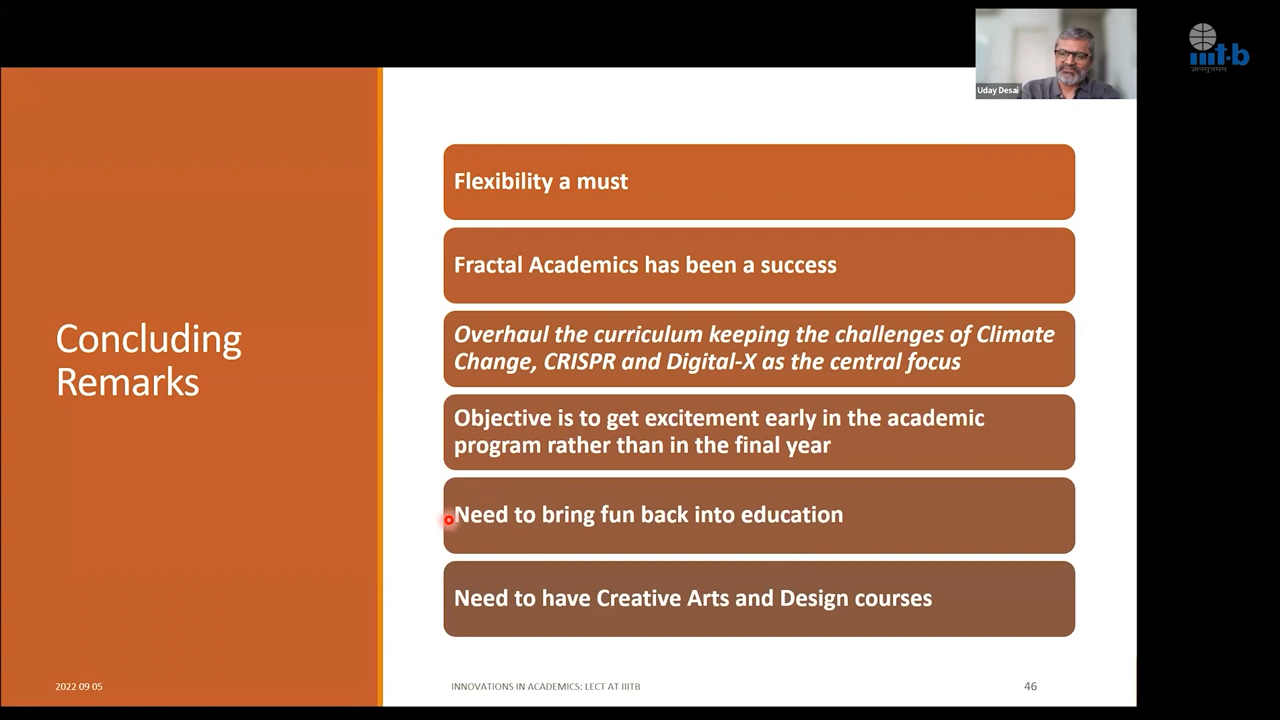 Uday Desai
iiit-b
ज्ञानमुत्तमम्
Flexibility a must
Fractal Academics has been a success
Overhaul the curriculum keeping the challenges of Climate
Change, CRISPR and Digital-X as the central focus
Concluding
Remarks
Objective is to get excitement early in the academic
program rather than in the final year
Need to bring fun back into education
Need to have Creative Arts and Design courses
2022 09 05
INNOVATIONS IN ACADEMICS: LECT AT IIITB
46